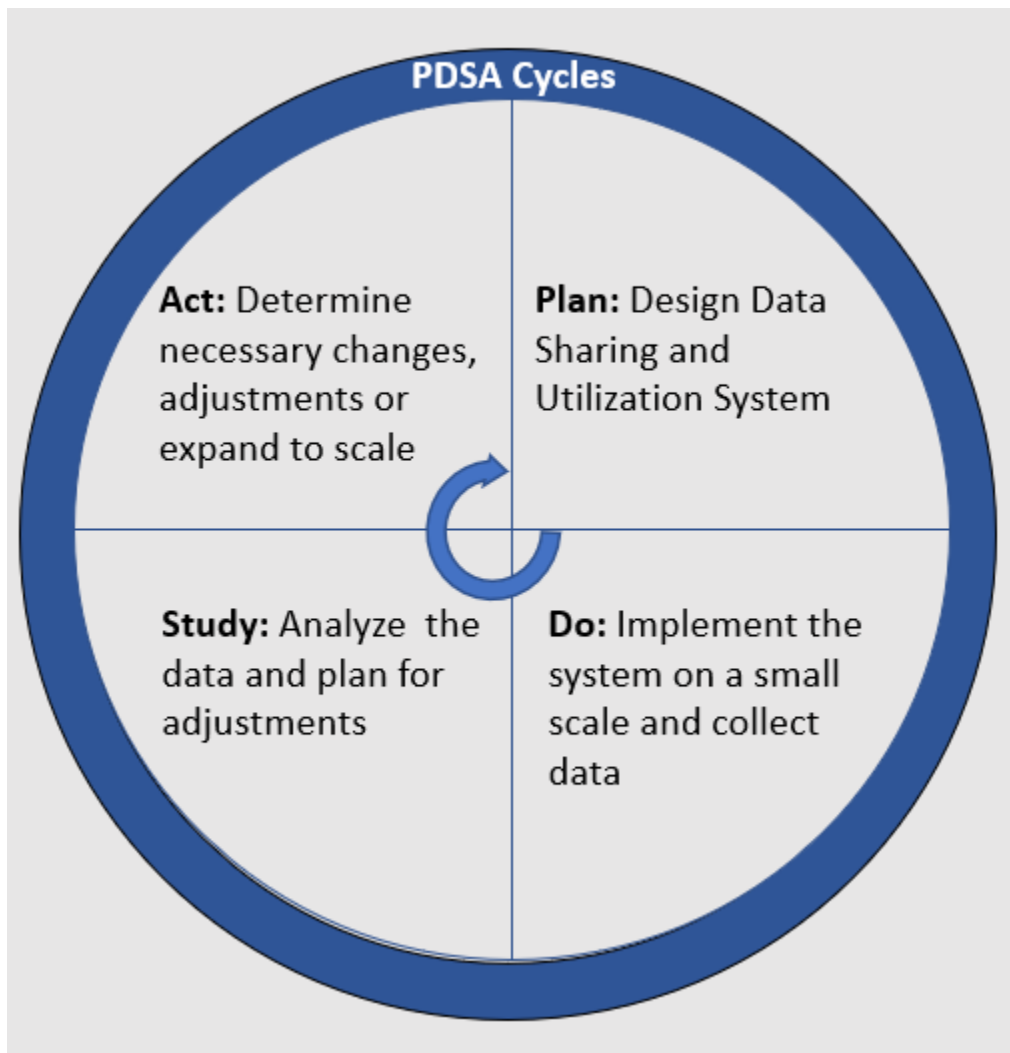 PDSA Cycles
Act: Determine
necessary changes,
adjustments or
expand to scale
Plan: Design Data
Sharing and
Utilization System
Study: Analyze  the
data and plan for
adjustments
Do: Implement the
system on a small
scale and collect
data